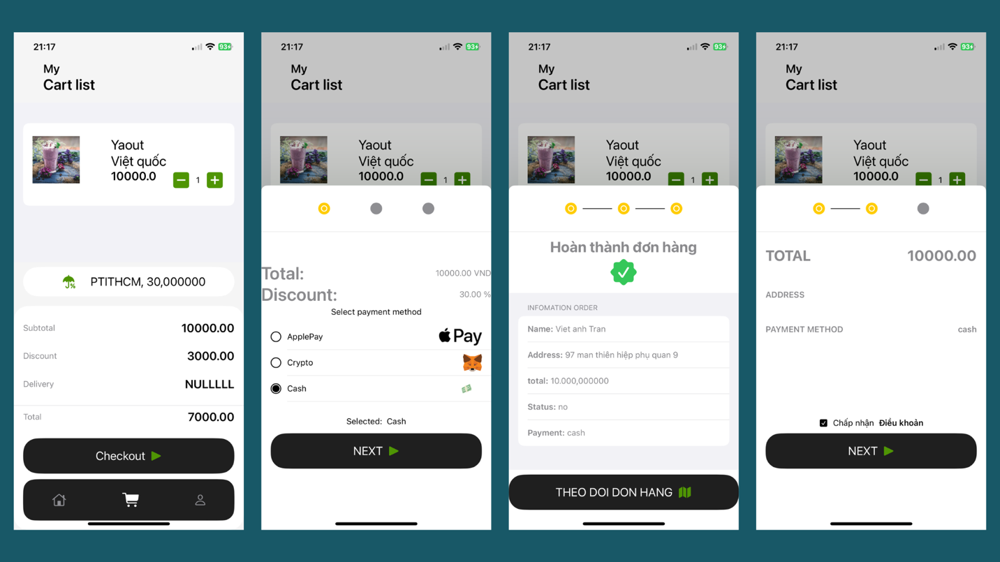 21:17
93
My
Cart list
Yaout
Việt quốc
10000.0
1
PTITHCM, 30,000000
Subtotal 10000.00
Discount 3000.00
Delivery NULLLLL
Total 7000.00
Checkout
21:17
93
My
Cart list
Yaout
Việt quốc
10000.0
1
Total: 10000.00 VND
Discount: 30.00 %
Select payment method
ApplePay Pay
Crypto
Cash
Selected: Cash
NEXT
21:17
93
My
Cart list
Yaout
Việt quốc
10000.0
1
Hoàn thành đơn hàng
INFOMATION ORDER
Name: Viet anh Tran
Address: 97 man thiên hiệp phụ quan 9
total: 10.000,000000
Status: no
Payment: cash
THEO DOI DON HANG
21:17
93
My
Cart list
Yaout
Việt quốc
10000.0
1
TOTAL 10000.00
ADDRESS
PAYMENT METHOD cash
Chấp nhận Điều khoản
NEXT